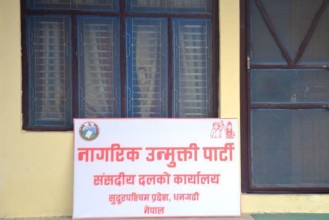 नागरिक उन्मुक्ती पार्टी
संसदीय दलको कार्यालय
सुदूरपश्चिम प्रदेश, धनगढी
नेपाल